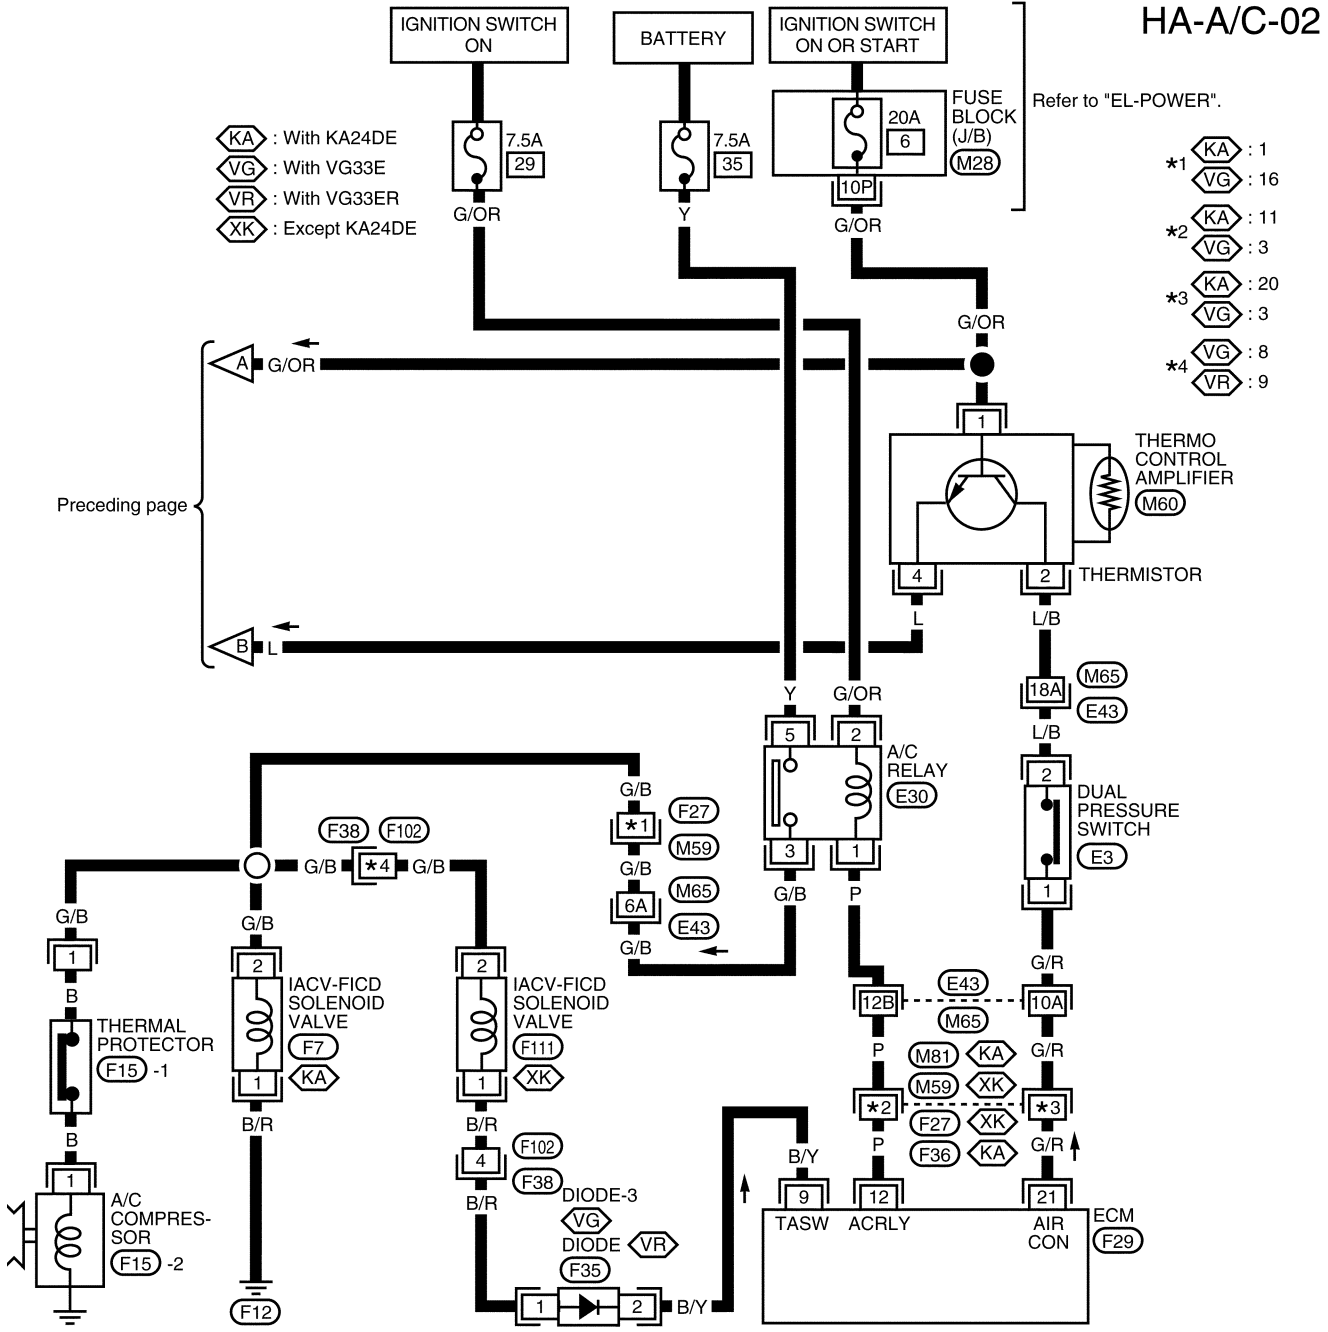 HA-A/C-02
IGNITION SWITCH
ON
BATTERY
IGNITION SWITCH
ON OR START
Refer to "EL-POWER".
FUSE
BLOCK
(J/B)
M28
20A
6
10P
7.5A
29
7.5A
35
KA : With KA24DE
VG : With VG33E
VR : With VG33ER
XK : Except KA24DE
*1 KA : 1
VG : 16
*2 KA : 11
VG : 3
*3 KA : 20
VG : 3
*4 VG : 8
VR : 9
G/OR
Y
G/OR
G/OR
A G/OR
1
THERMO
CONTROL
AMPLIFIER
M60
Preceding page
4
2
THERMISTOR
L
L/B
B L
18A
M65
E43
L/B
Y
G/OR
5
2
A/C
RELAY
E30
3
1
2
DUAL
PRESSURE
SWITCH
E3
1
G/B
*1
F27
M59
G/B
6A
M65
E43
G/B
G/B
P
F38
F102
G/B
*4
G/B
G/B
G/B
1
B
THERMAL
PROTECTOR
F15 -1
B
1
A/C
COMPRES-
SOR
F15 -2
2
IACV-FICD
SOLENOID
VALVE
F7
1
KA
B/R
F12
2
IACV-FICD
SOLENOID
VALVE
F111
1
XK
B/R
4
F102
F38
B/R
DIODE-3
VG
DIODE VR
F35
1
2
B/Y
B/Y
G/R
12B
E43
M65
10A
P
G/R
M81 KA
M59 XK
*2
*3
F27 XK
F36 KA
P
G/R
9
12
21
TASW
ACRLY
AIR
CON
ECM
F29